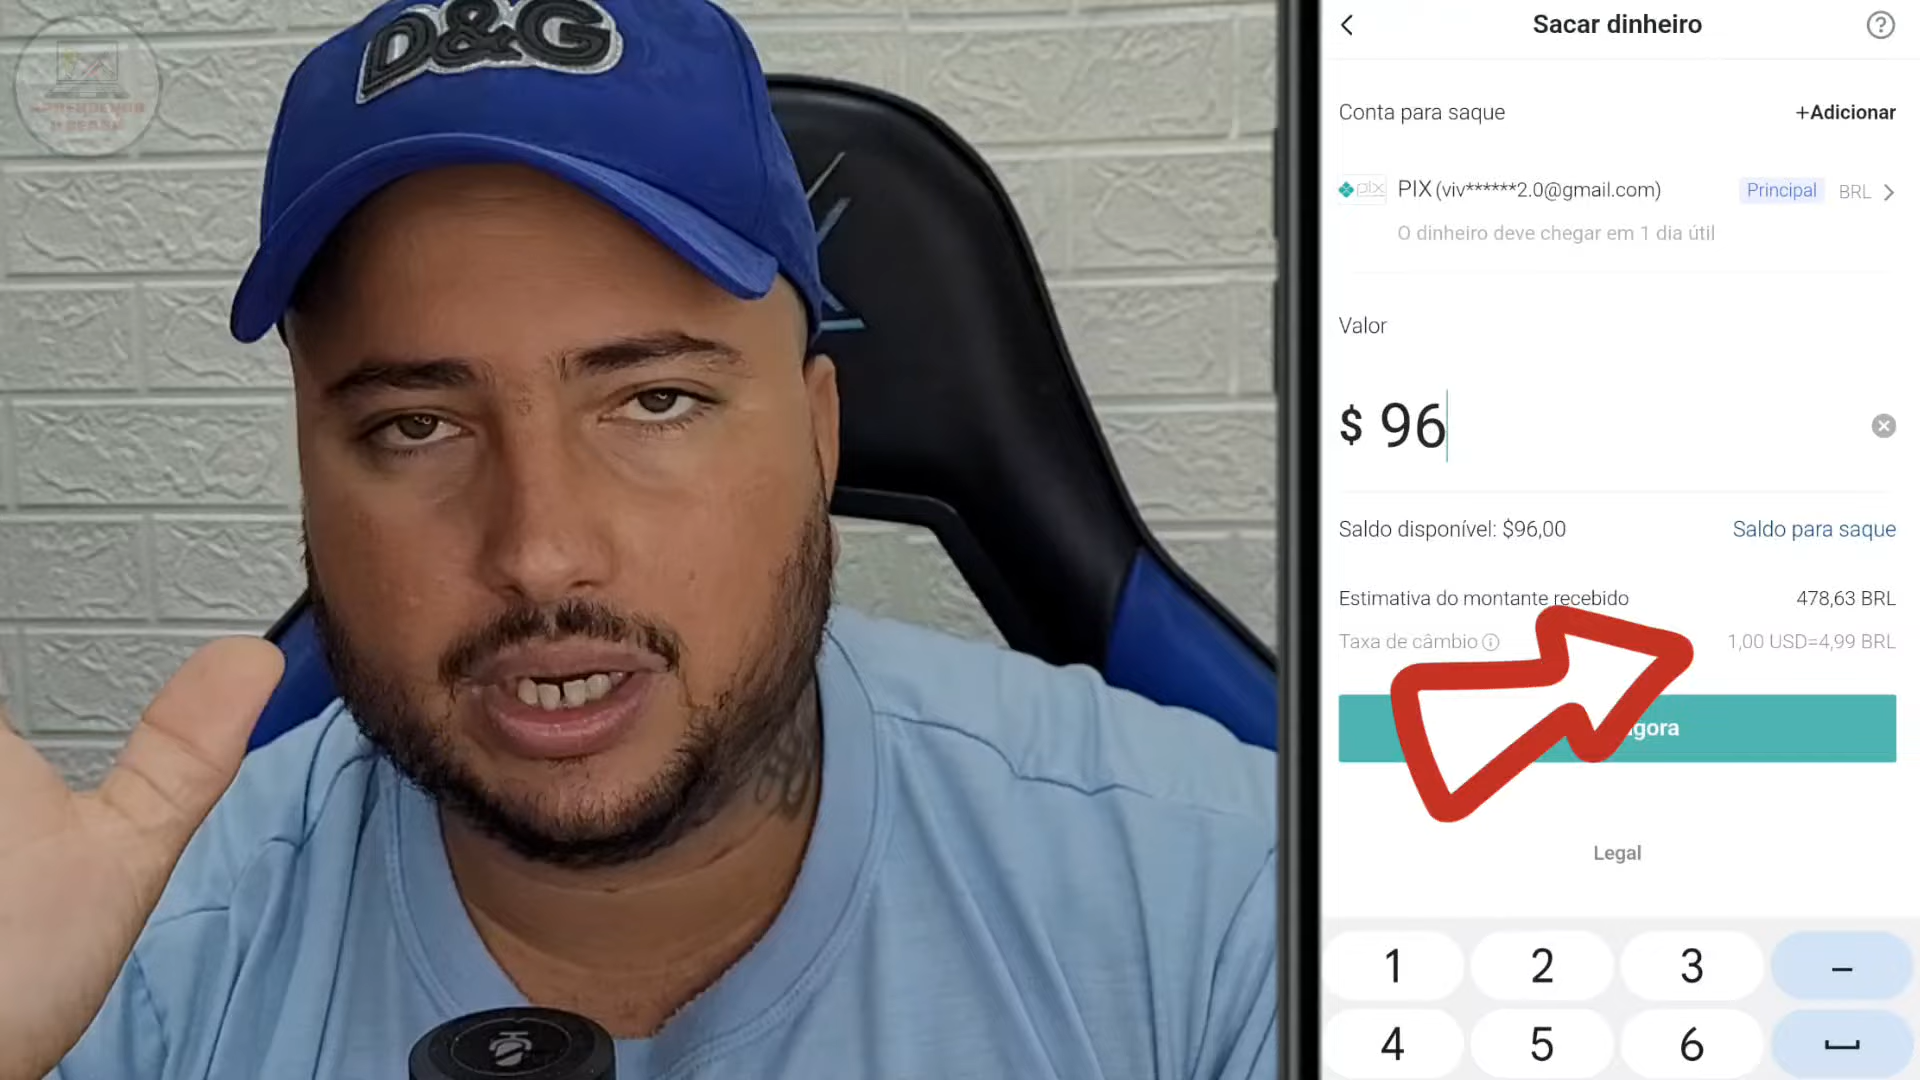 D&G
Sacar dinheiro
?
Conta para saque
+Adicionar
pix PIX (viv******2.0@gmail.com) Principal BRL
O dinheiro deve chegar em 1 dia útil
Valor
$ 96
Saldo disponível: $96,00 Saldo para saque
Estimativa do montante recebido 478,63 BRL
Taxa de câmbio 1,00 USD=4,99 BRL
gora
Legal
1 2 3 –
4 5 6